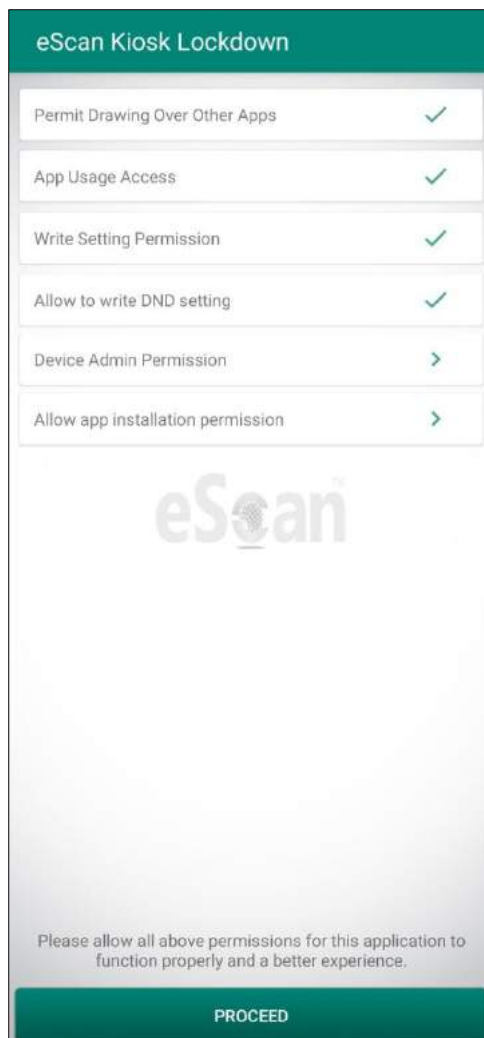 eScan Kiosk Lockdown
Permit Drawing Over Other Apps
App Usage Access
Write Setting Permission
Allow to write DND setting
Device Admin Permission
Allow app installation permission
eScan
Please allow all above permissions for this application to
function properly and a better experience.
PROCEED